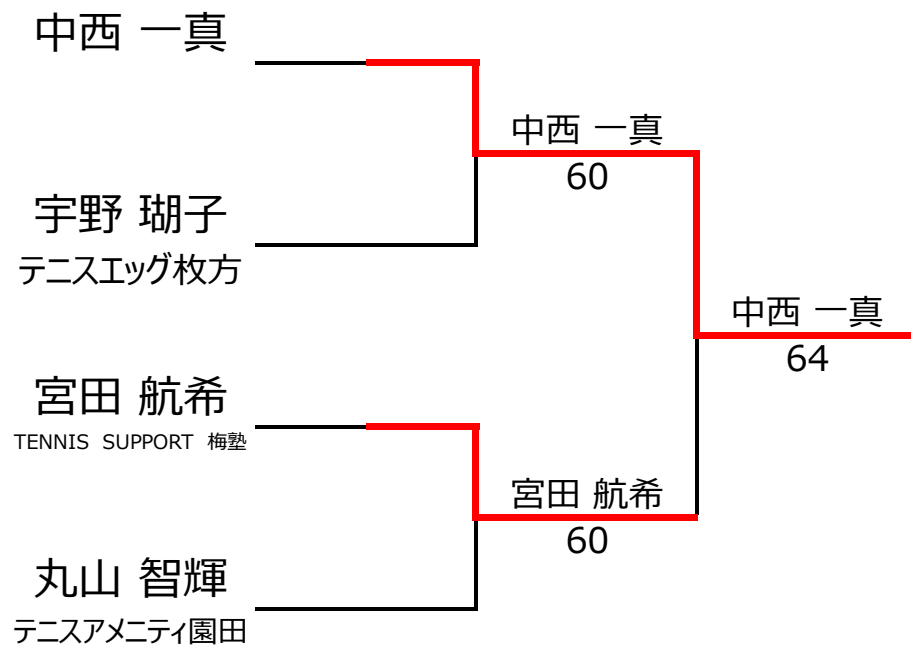 中西 一真
中西 一真
60
宇野 瑚子
テニスエッグ枚方
中西 一真
64
宮田 航希
TENNIS SUPPORT 梅塾
宮田 航希
60
丸山 智輝
テニスアメニティ園田